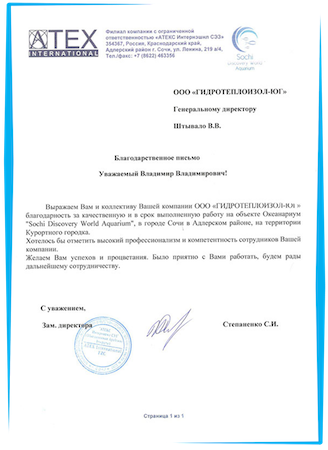 ATEX
INTERNATIONAL
Филиал компании с ограниченной
ответственностью «АТЕКС Интернэшнл СЭЗ»
354367, Россия, Краснодарский край,
Адлерский район г. Сочи, ул. Ленина, 219 а/4,
Тел./факс: +7 (8622) 463356
Sochi
Discovery World
Aquarium
ООО «ГИДРОТЕПЛОИЗОЛ-ЮГ»
Генеральному директору
Штывало В.В.
Благодарственное письмо
Уважаемый Владимир Владимирович!
Выражаем Вам и коллективу Вашей компании ООО «ГИДРОТЕПЛОИЗОЛ-ЮГ»
благодарность за качественную и в срок выполненную работу на объекте Океанариум
"Sochi Discovery World Aquarium", в городе Сочи в Адлерском районе, на территории
Курортного городка.
Хотелось бы отметить высокий профессионализм и компетентность сотрудников Вашей
компании.
Желаем Вам успехов и процветания. Было приятно с Вами работать, будем рады
дальнейшему сотрудничеству.
С уважением,
Зам. директора
Степаненко С.И.
Страница 1 из 1